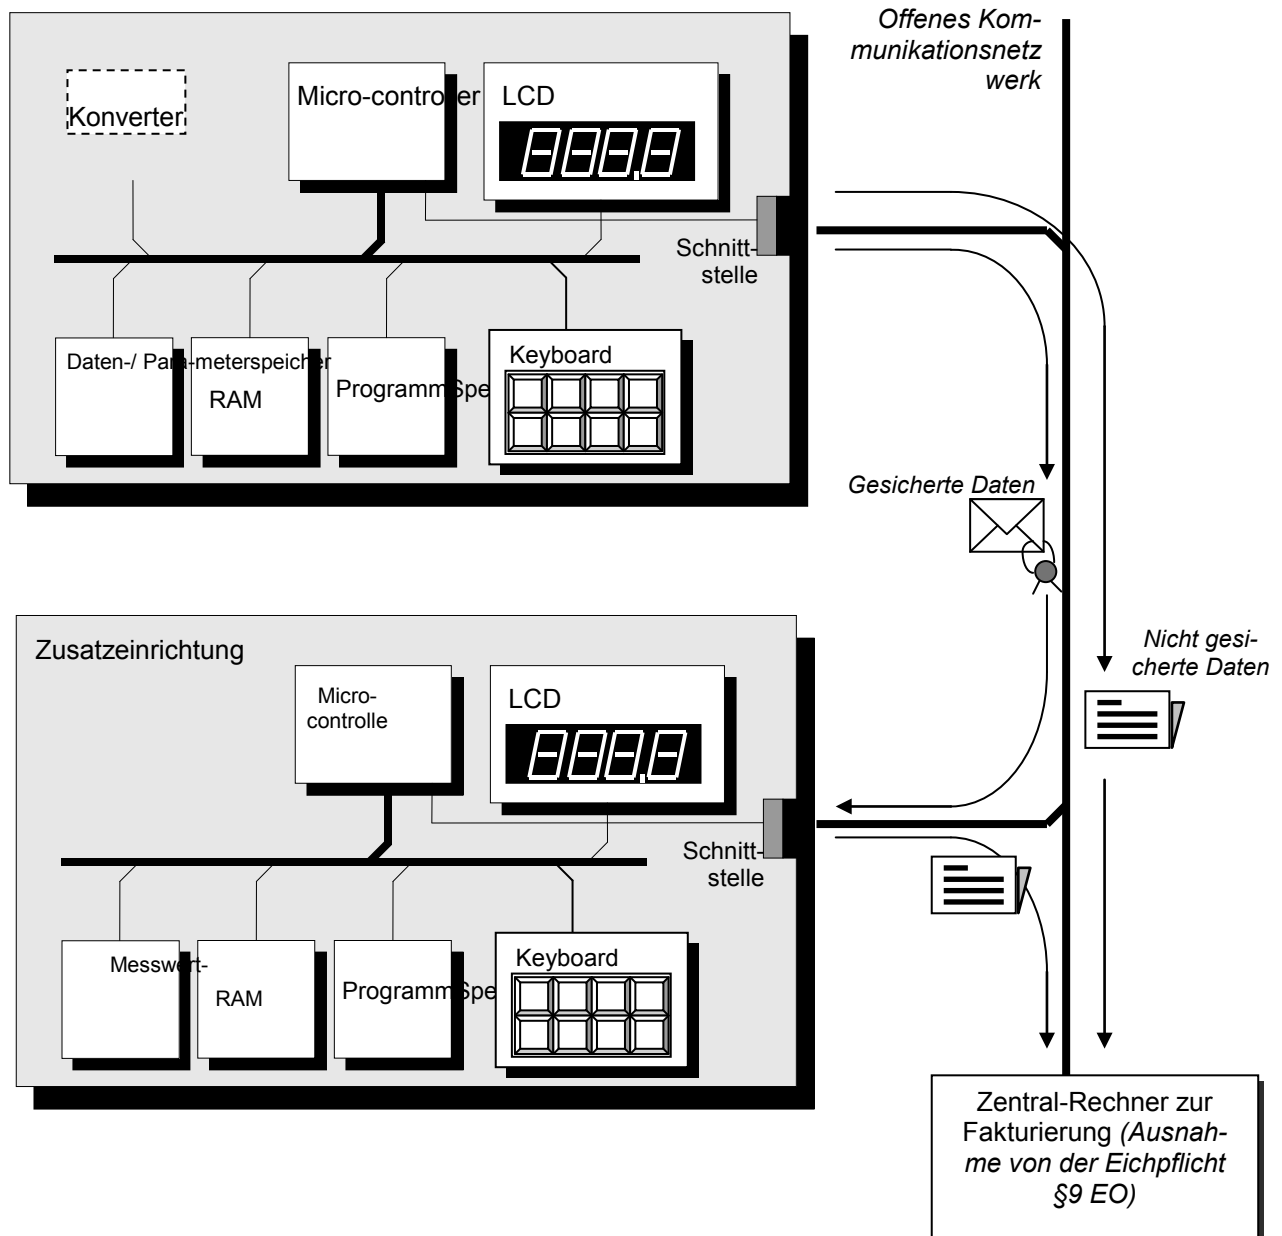 Offenes Kom-
munikationsnetz
werk
Konverter
Micro-controller
LCD
Schnitt-
stelle
Daten-/ Para-meterspeicher
RAM
ProgrammSpe
Keyboard
Gesicherte Daten
Nicht gesi-
cherte Daten
Zusatzeinrichtung
Micro-
controlle
LCD
Schnitt-
stelle
Messwert-
RAM
ProgrammSpe
Keyboard
Zentral-Rechner zur
Fakturierung (Ausnah-
me von der Eichpflicht
§9 EO)